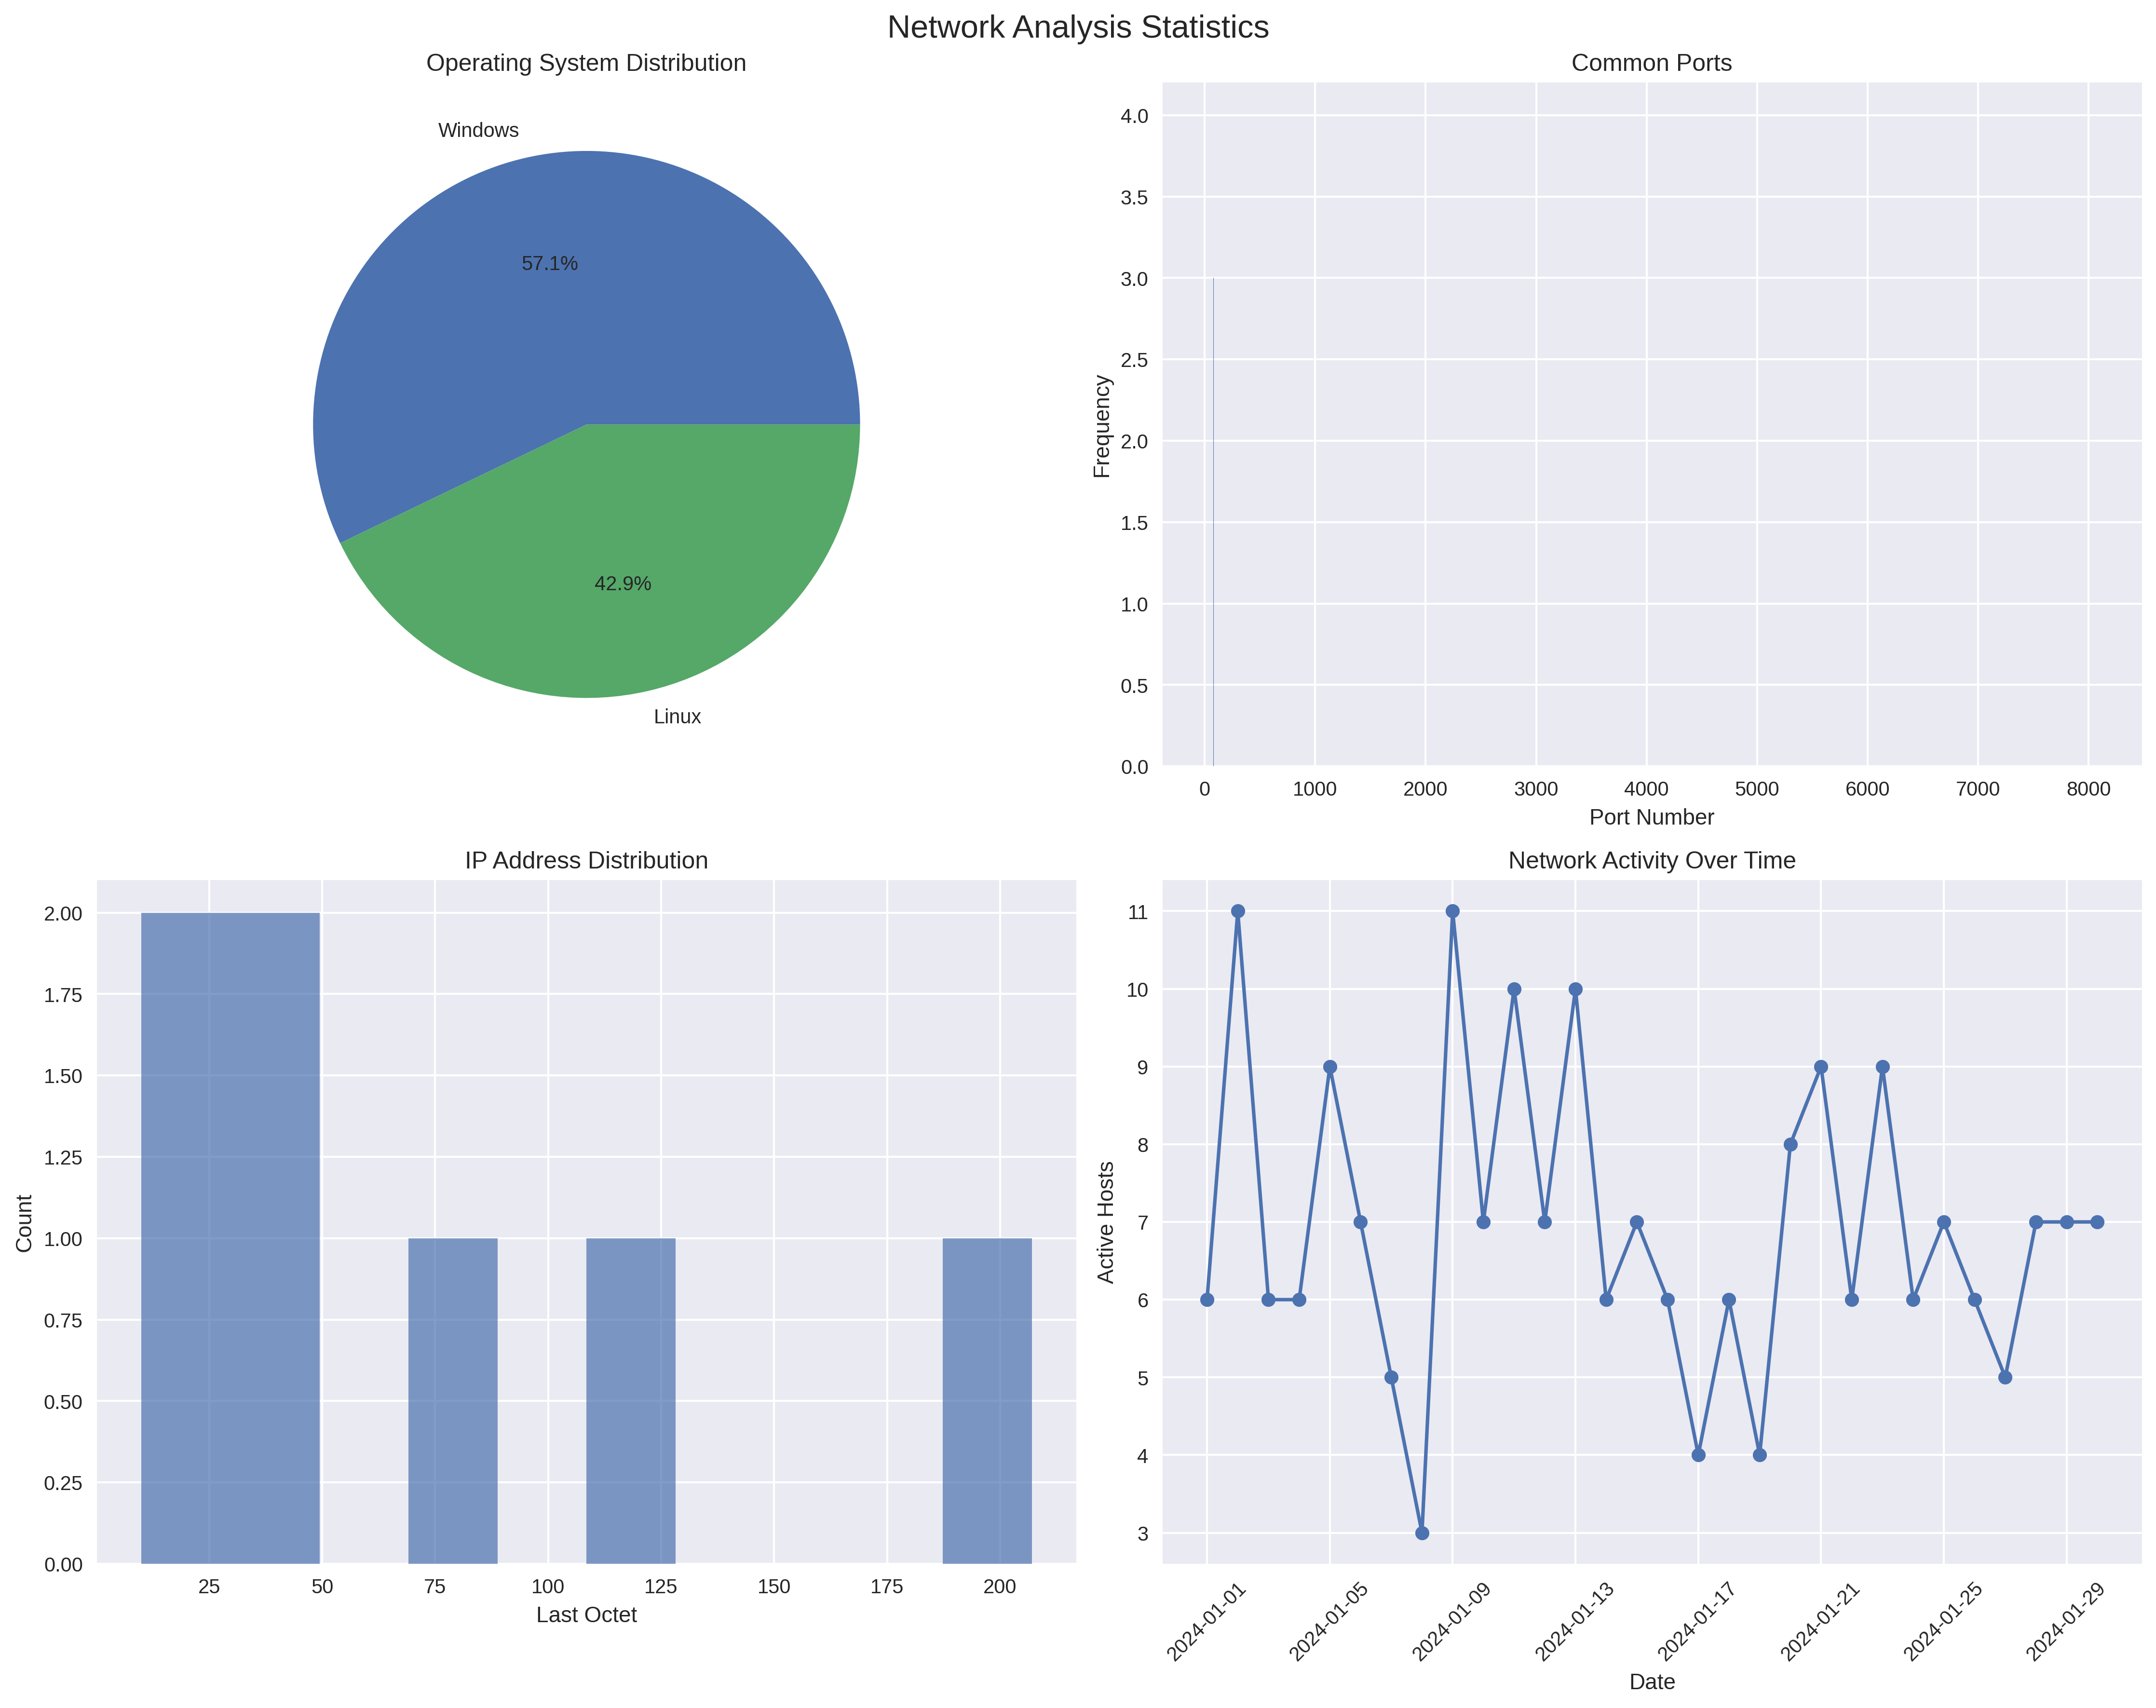 Network Analysis Statistics
Operating System Distribution
Windows
57.1%
42.9%
Linux
Common Ports
4.0
3.5
3.0
2.5
2.0
1.5
1.0
0.5
0.0
Frequency
0 1000 2000 3000 4000 5000 6000 7000 8000
Port Number
IP Address Distribution
2.00
1.75
1.50
1.25
1.00
0.75
0.50
0.25
0.00
Count
25 50 75 100 125 150 175 200
Last Octet
Network Activity Over Time
11
10
9
8
7
6
5
4
3
Active Hosts
2024-01-01 2024-01-05 2024-01-09 2024-01-13 2024-01-17 2024-01-21 2024-01-25 2024-01-29
Date